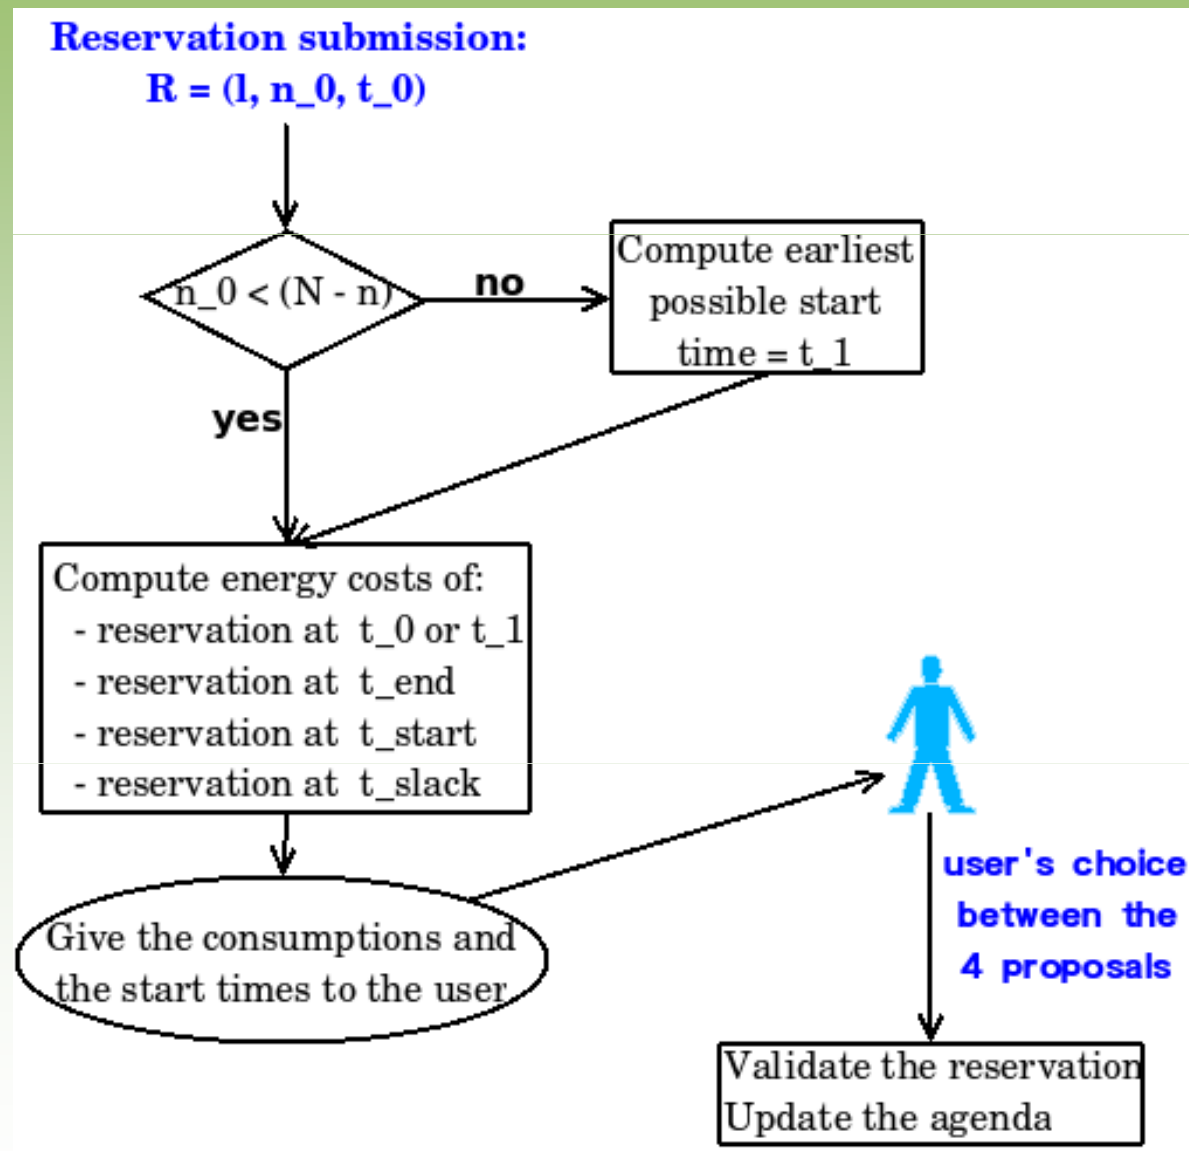 Reservation submission:
R = (l, n_0, t_0)
n_0 < (N - n)
no
Compute earliest
possible start
time = t_1
yes
Compute energy costs of:
- reservation at t_0 or t_1
- reservation at t_end
- reservation at t_start
- reservation at t_slack
Give the consumptions and
the start times to the user
user's choice
between the
4 proposals
Validate the reservation
Update the agenda